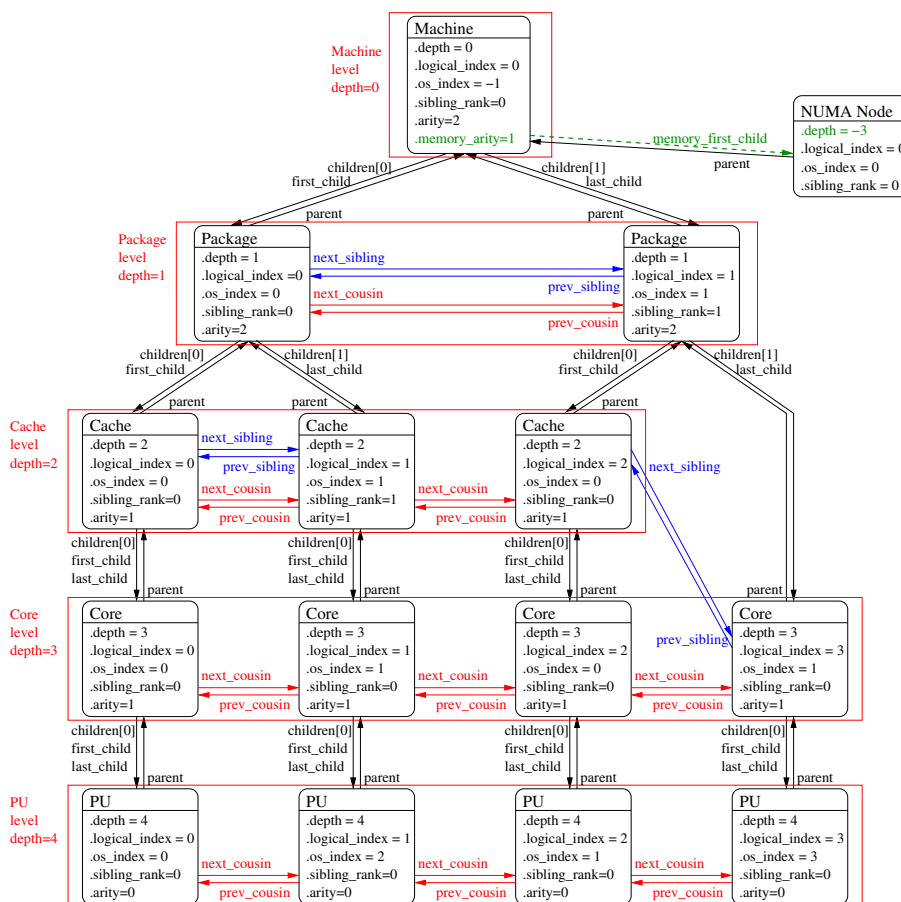 Machine
level
depth=0
Machine
.depth = 0
.logical_index = 0
.os_index = −1
.sibling_rank=0
.arity=2
.memory_arity=1
memory_first_child
parent
NUMA Node
.depth = −3
.logical_index = 0
.os_index = 0
.sibling_rank = 0
children[0]
first_child
parent
children[1]
last_child
parent
Package
level
depth=1
Package
.depth = 1
.logical_index =0
.os_index = 0
.sibling_rank=0
.arity=2
next_sibling
prev_sibling
next_cousin
prev_cousin
Package
.depth = 1
.logical_index = 1
.os_index = 1
.sibling_rank=1
.arity=2
children[0]
first_child
parent
children[1]
last_child
parent
children[0]
first_child
parent
children[1]
last_child
parent
Cache
level
depth=2
Cache
.depth = 2
.logical_index = 0
.os_index = 0
.sibling_rank=0
.arity=1
next_sibling
prev_sibling
next_cousin
prev_cousin
Cache
.depth = 2
.logical_index = 1
.os_index = 1
.sibling_rank=1
.arity=1
next_cousin
prev_cousin
Cache
.depth = 2
.logical_index = 2
.os_index = 0
.sibling_rank=0
.arity=1
next_sibling
prev_sibling
children[0]
first_child
last_child
parent
children[0]
first_child
last_child
parent
children[0]
first_child
last_child
parent
Core
level
depth=3
Core
.depth = 3
.logical_index = 0
.os_index = 0
.sibling_rank=0
.arity=1
next_cousin
prev_cousin
Core
.depth = 3
.logical_index = 1
.os_index = 1
.sibling_rank=0
.arity=1
next_cousin
prev_cousin
Core
.depth = 3
.logical_index = 2
.os_index = 0
.sibling_rank=0
.arity=1
next_cousin
prev_cousin
Core
.depth = 3
.logical_index = 3
.os_index = 1
.sibling_rank=0
.arity=1
children[0]
first_child
last_child
parent
children[0]
first_child
last_child
parent
children[0]
first_child
last_child
parent
children[0]
first_child
last_child
parent
PU
level
depth=4
PU
.depth = 4
.logical_index = 0
.os_index = 0
.sibling_rank=0
.arity=0
next_cousin
prev_cousin
PU
.depth = 4
.logical_index = 1
.os_index = 2
.sibling_rank=0
.arity=0
next_cousin
prev_cousin
PU
.depth = 4
.logical_index = 2
.os_index = 1
.sibling_rank=0
.arity=0
next_cousin
prev_cousin
PU
.depth = 4
.logical_index = 3
.os_index = 3
.sibling_rank=0
.arity=0